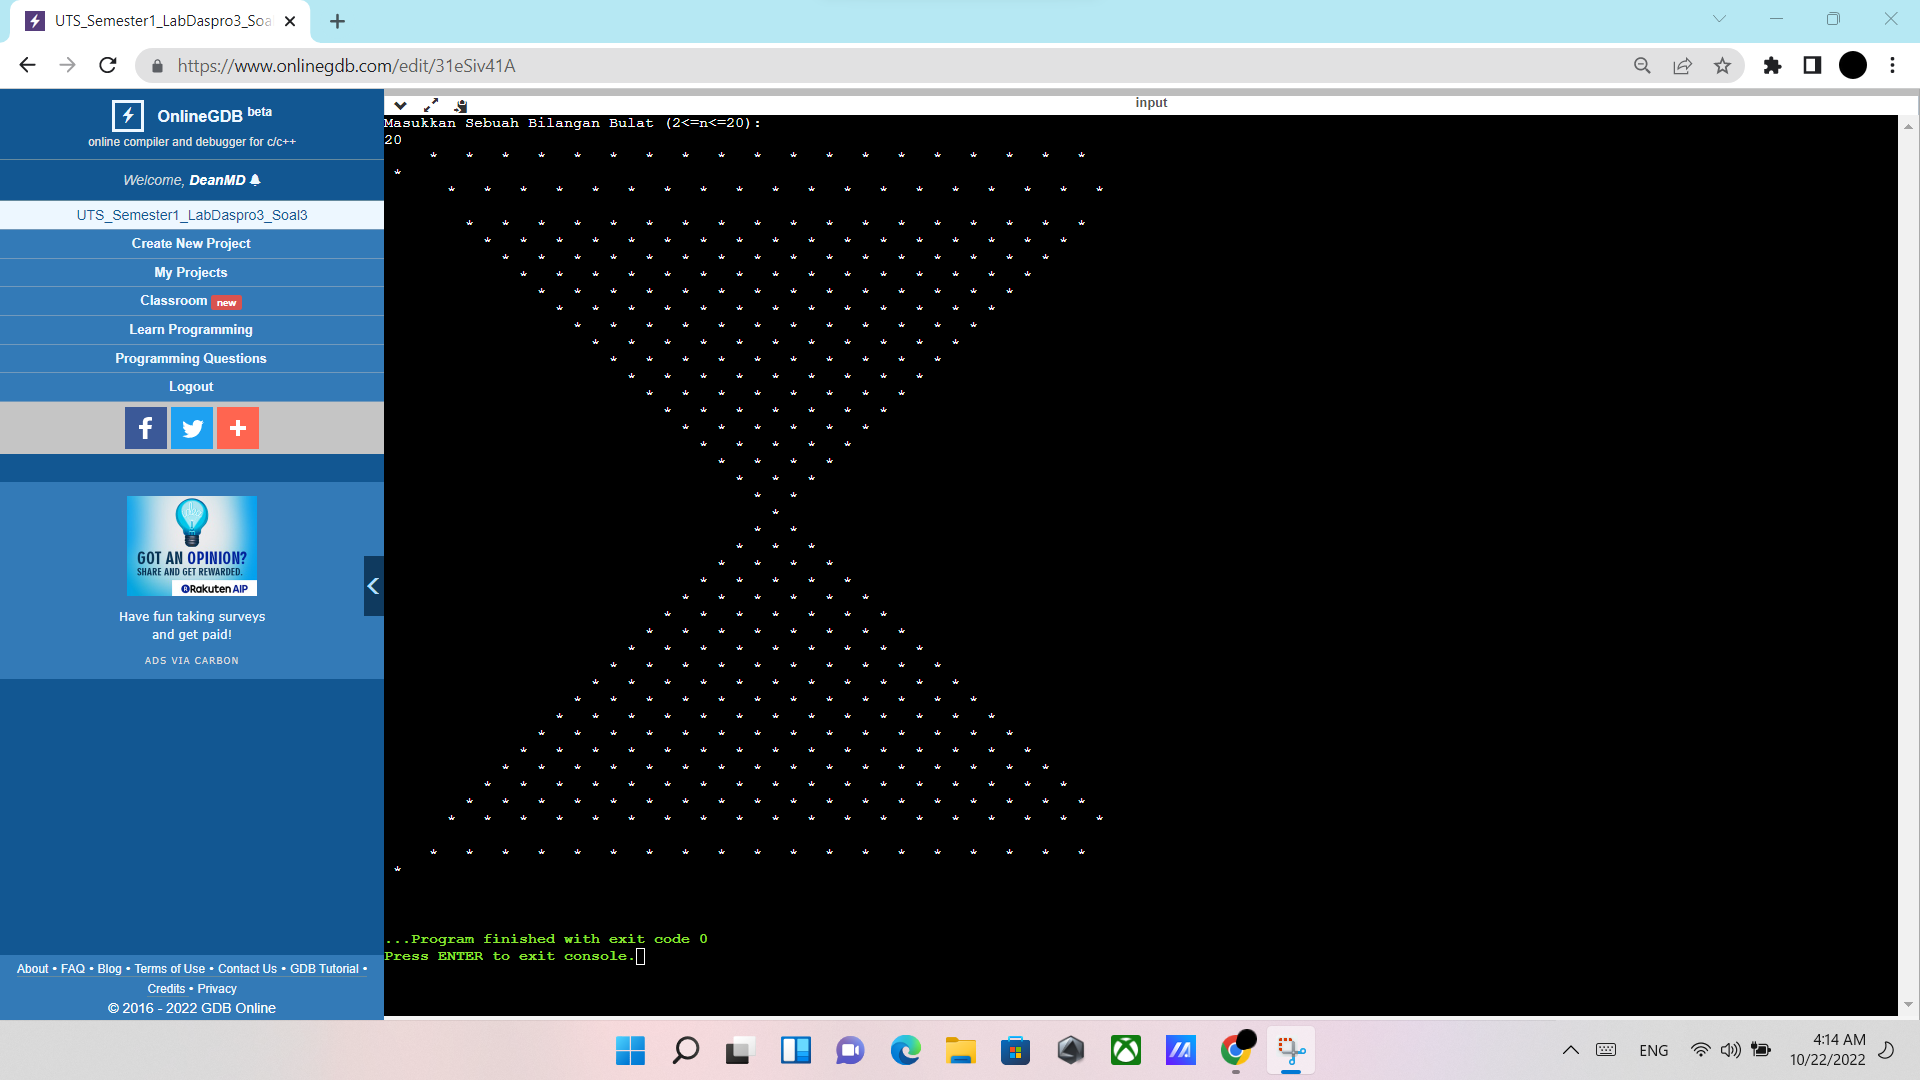 UTS_Semester1_LabDaspro3_Soa
https://www.onlinegdb.com/edit/31eSiv41A
OnlineGDB beta
online compiler and debugger for c/c++
Welcome, DeanMD
UTS_Semester1_LabDaspro3_Soal3
Create New Project
My Projects
Classroom new
Learn Programming
Programming Questions
Logout
GOT AN OPINION?
SHARE AND GET REWARDED.
Rakuten AIP
Have fun taking surveys
and get paid!
ADS VIA CARBON
About • FAQ • Blog • Terms of Use • Contact Us • GDB Tutorial •
Credits • Privacy
© 2016 - 2022 GDB Online
input
Masukkan Sebuah Bilangan Bulat (2<=n<=20):
20
* * * * * * * * * * * * * * * * * * *
*
* * * * * * * * * * * * * * * * * * *
* * * * * * * * * * * * * * * * * *
* * * * * * * * * * * * * * * * *
* * * * * * * * * * * * * * * *
* * * * * * * * * * * * * * *
* * * * * * * * * * * * * *
* * * * * * * * * * * * *
* * * * * * * * * * * *
* * * * * * * * * * *
* * * * * * * * * *
* * * * * * * * *
* * * * * * * *
* * * * * * *
* * * * * *
* * * * *
* * * *
* * *
* *
*
* *
* * *
* * * *
* * * * *
* * * * * *
* * * * * * *
* * * * * * * *
* * * * * * * * *
* * * * * * * * * *
* * * * * * * * * * *
* * * * * * * * * * * *
* * * * * * * * * * * * *
* * * * * * * * * * * * * *
* * * * * * * * * * * * * * *
* * * * * * * * * * * * * * * *
* * * * * * * * * * * * * * * * *
* * * * * * * * * * * * * * * * * *
* * * * * * * * * * * * * * * * * * *
* * * * * * * * * * * * * * * * * * *
*
...Program finished with exit code 0
Press ENTER to exit console.
ENG
4:14 AM
10/22/2022